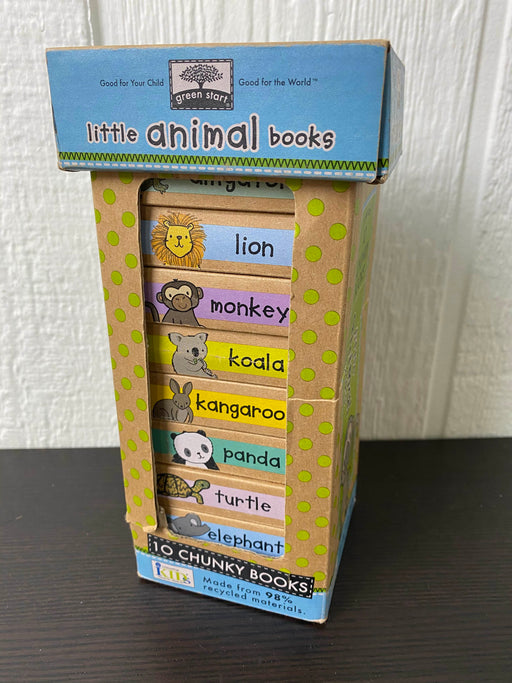 Good for Your Child
green start
Good for the World™
little animal books
alligator
lion
monkey
koala
kangaroo
panda
turtle
elephant
10 CHUNKY BOOKS
Made from 98%
recycled materials.